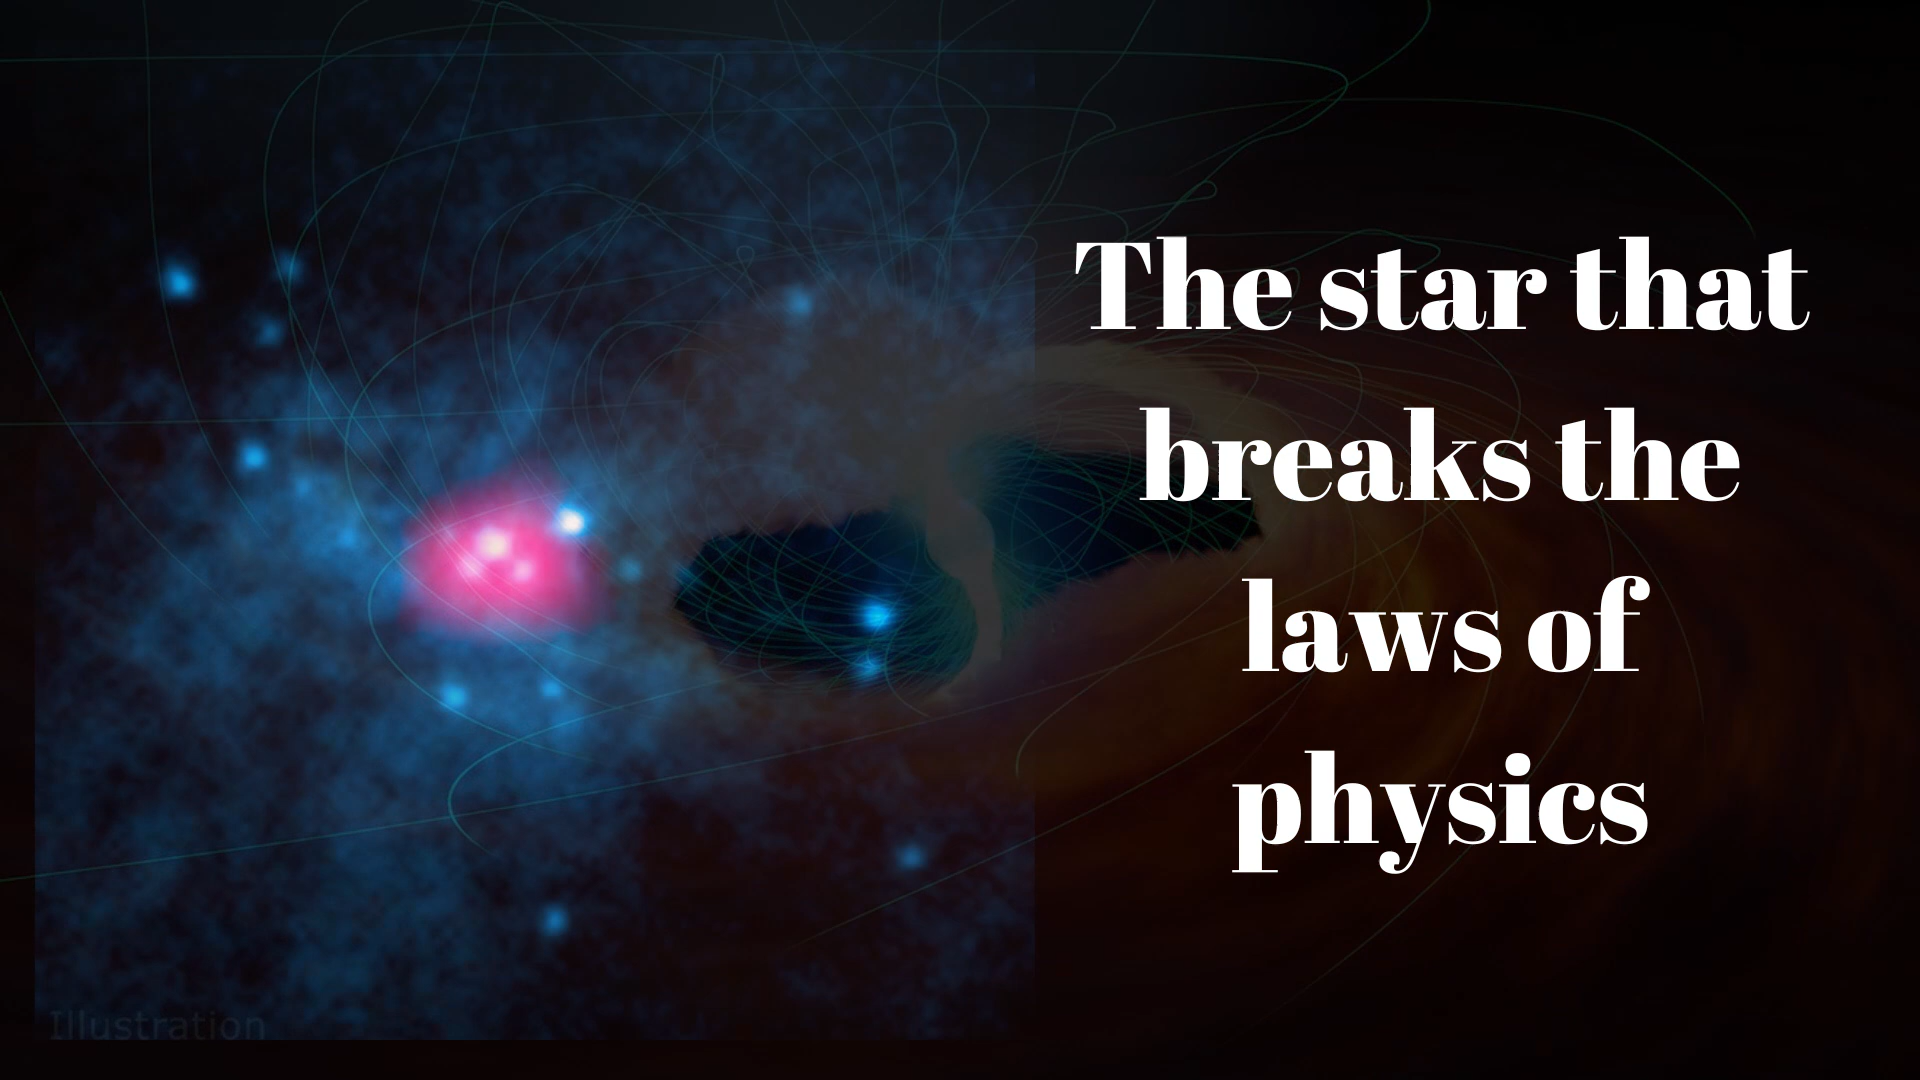 The star that
breaks the
laws of
physics
Illustration